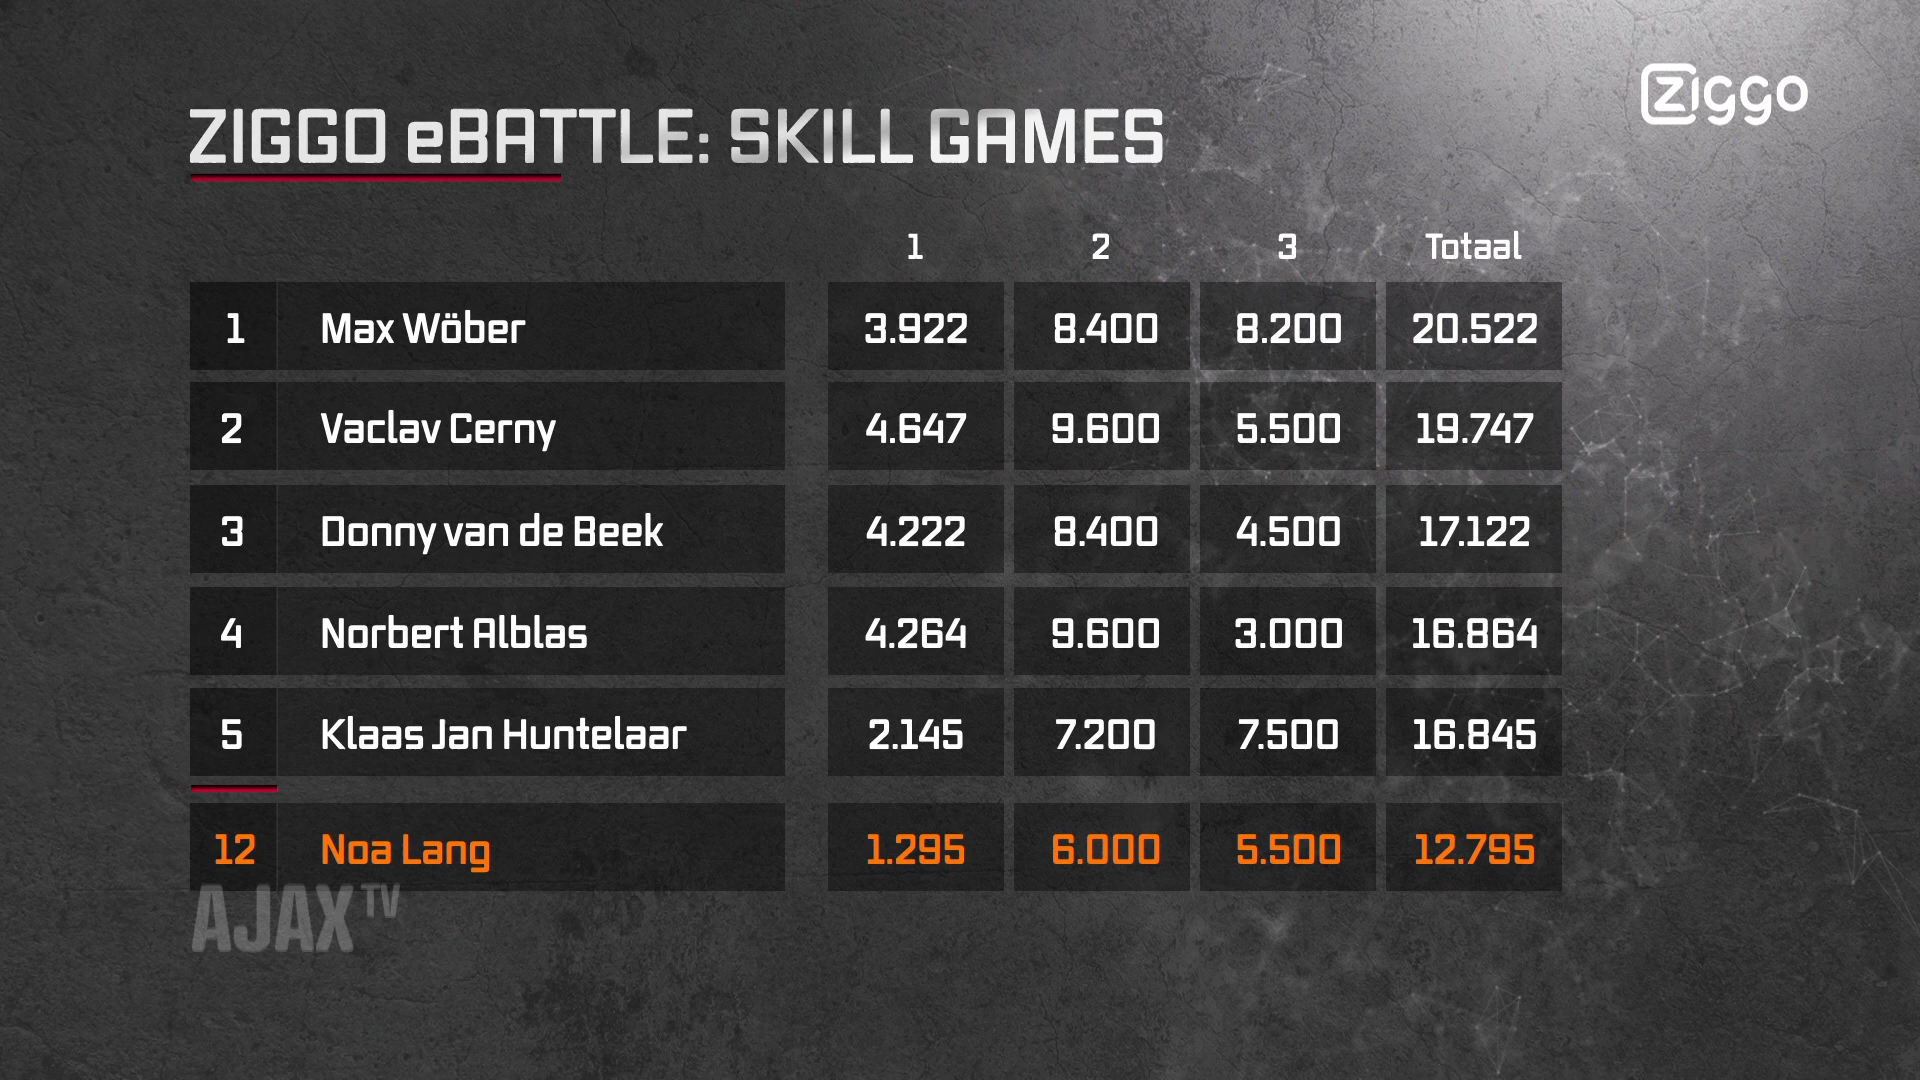 ziggo
ZIGGO eBATTLE: SKILL GAMES
1 2 3 Totaal
1 Max Wöber 3.922 8.400 8.200 20.522
2 Vaclav Cerny 4.647 9.600 5.500 19.747
3 Donny van de Beek 4.222 8.400 4.500 17.122
4 Norbert Alblas 4.264 9.600 3.000 16.864
5 Klaas Jan Huntelaar 2.145 7.200 7.500 16.845
12 Noa Lang 1.295 6.000 5.500 12.795
AJAX TV